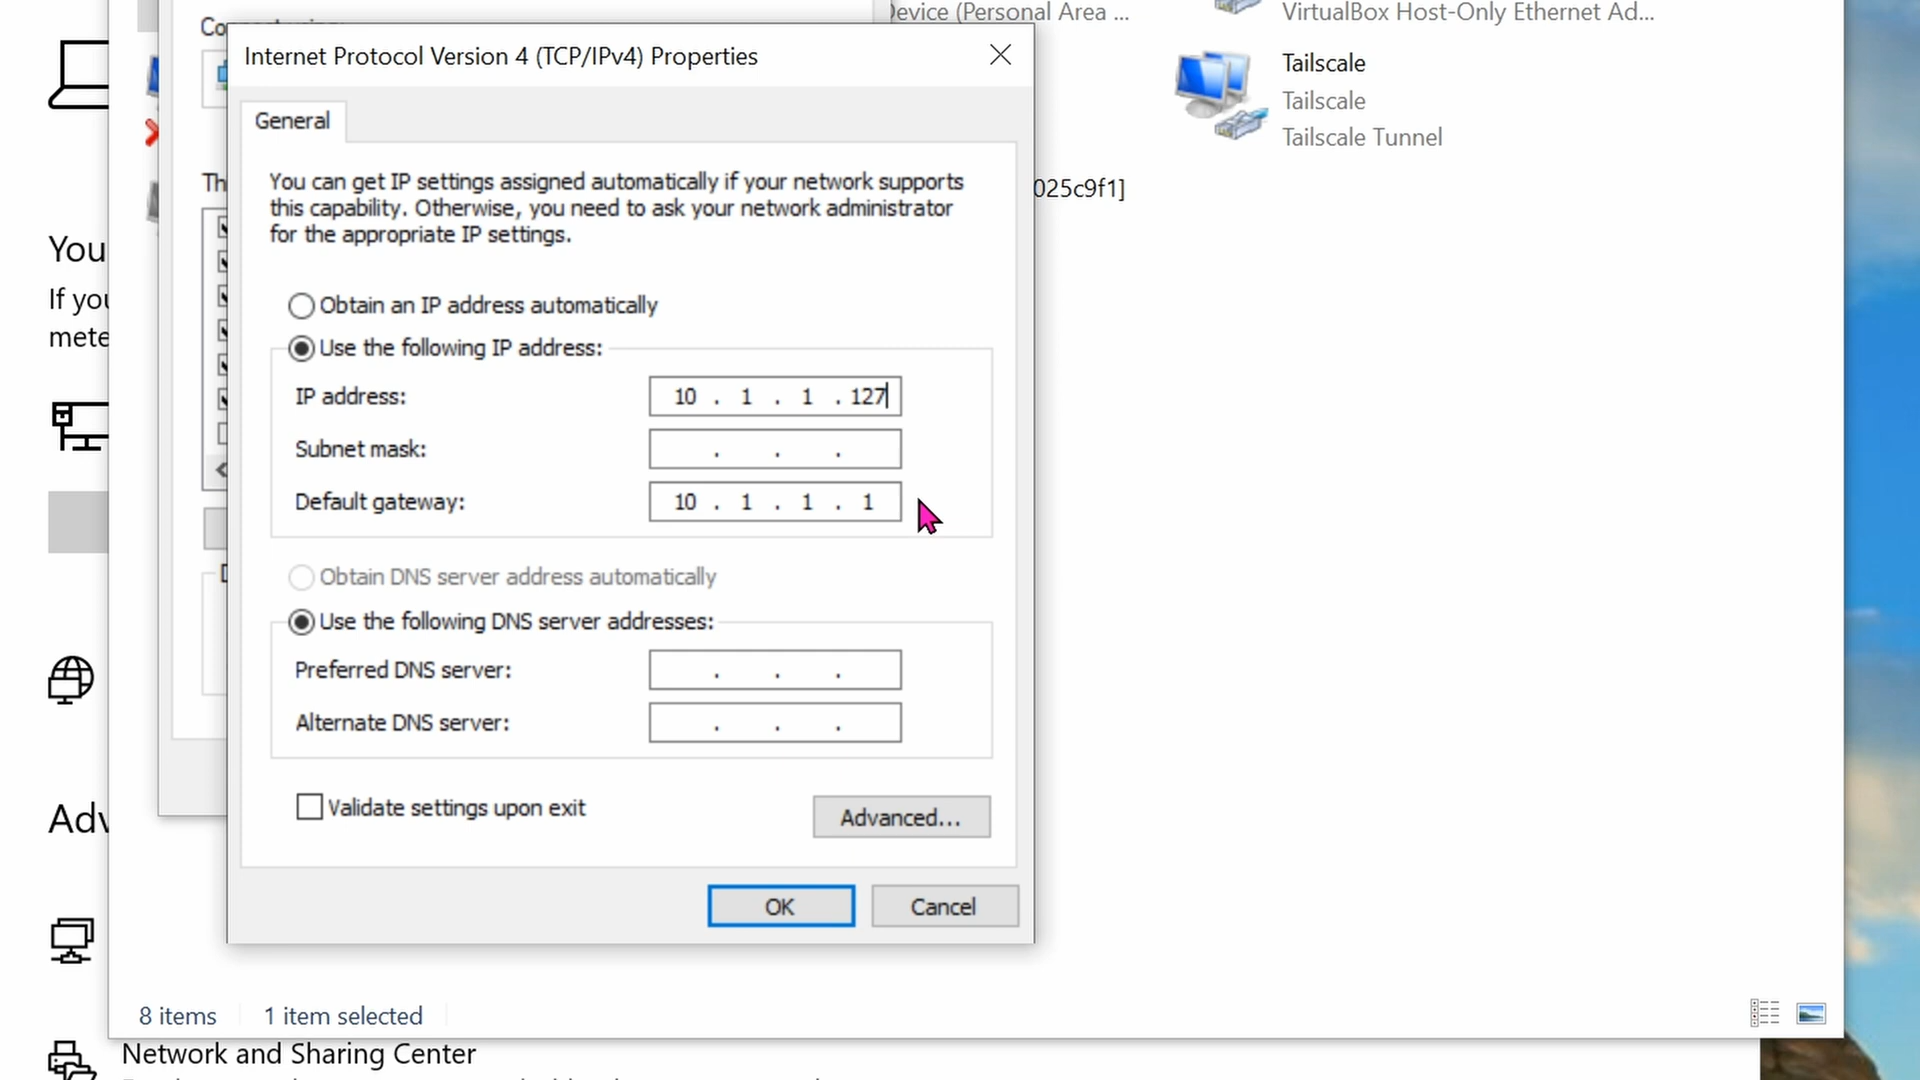 Device (Personal Area ...
VirtualBox Host-Only Ethernet Ad...
Internet Protocol Version 4 (TCP/IPv4) Properties
Tailscale
Tailscale
Tailscale Tunnel
General
025c9f1]
You can get IP settings assigned automatically if your network supports
this capability. Otherwise, you need to ask your network administrator
for the appropriate IP settings.
You
If you
mete
Obtain an IP address automatically
Use the following IP address:
IP address: 10 . 1 . 1 . 127
Subnet mask: . . .
Default gateway: 10 . 1 . 1 . 1
Obtain DNS server address automatically
Use the following DNS server addresses:
Preferred DNS server: . . .
Alternate DNS server: . . .
Validate settings upon exit
Advanced...
Adv
OK
Cancel
8 items
1 item selected
Network and Sharing Center